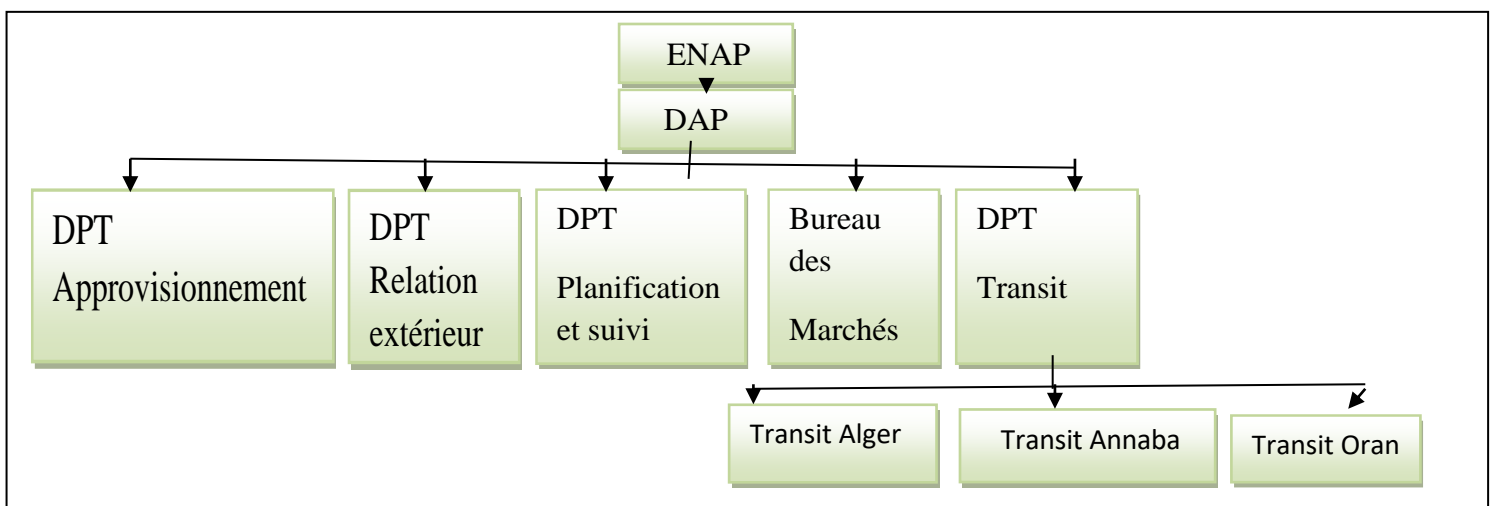 ENAP
DAP
DPT
Approvisionnement
DPT
Relation
extérieur
DPT
Planification
et suivi
Bureau
des
Marchés
DPT
Transit
Transit Alger
Transit Annaba
Transit Oran